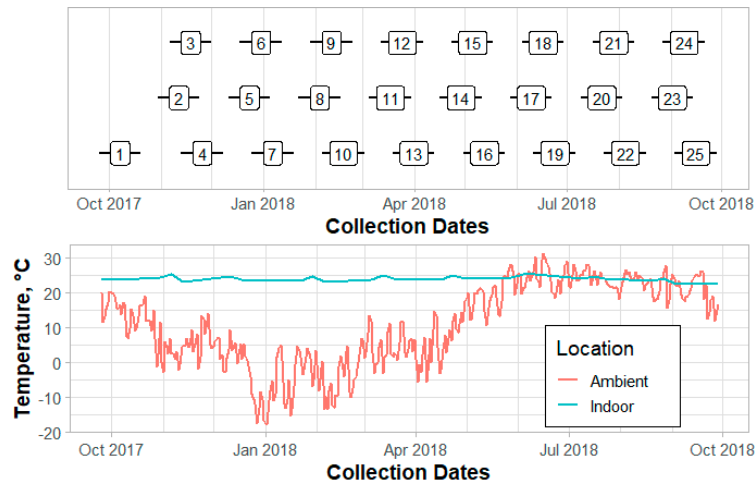 3 6 9 12 15 18 21 24
2 5 8 11 14 17 20 23
1 4 7 10 13 16 19 22 25
Oct 2017 Jan 2018 Apr 2018 Jul 2018 Oct 2018
Collection Dates
Temperature, °C
30
20
10
0
-10
-20
Location
Ambient
Indoor
Oct 2017 Jan 2018 Apr 2018 Jul 2018 Oct 2018
Collection Dates